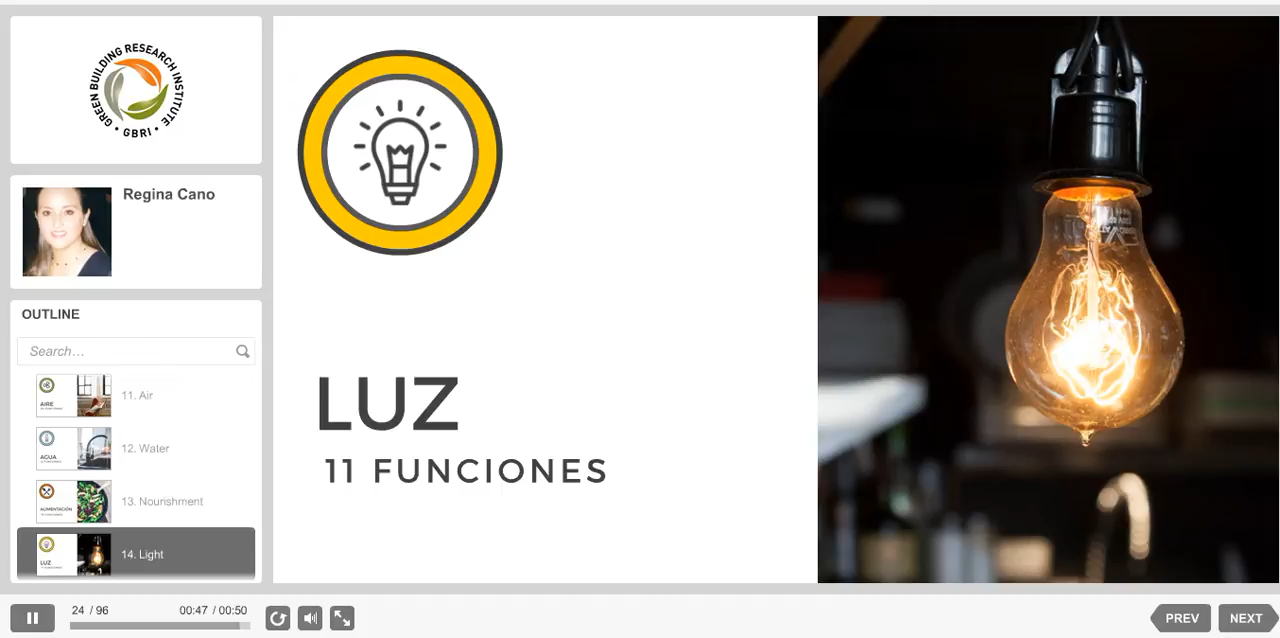 GREEN BUILDING RESEARCH INSTITUTE
• GBRI •
Regina Cano
OUTLINE
Search...
AIRE
11. Air
AGUA
12. Water
ALIMENTACIÓN
13. Nourishment
LUZ
14. Light
LUZ
11 FUNCIONES
24 / 96
00:47 / 00:50
PREV
NEXT